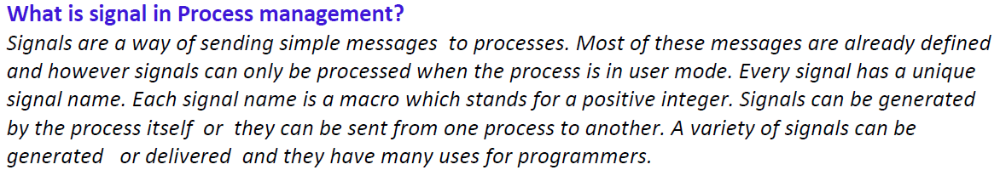 What is signal in Process management?
Signals are a way of sending simple messages  to processes. Most of these messages are already defined
and however signals can only be processed when the process is in user mode. Every signal has a unique
signal name. Each signal name is a macro which stands for a positive integer. Signals can be generated
by the process itself  or  they can be sent from one process to another. A variety of signals can be
generated   or delivered  and they have many uses for programmers.